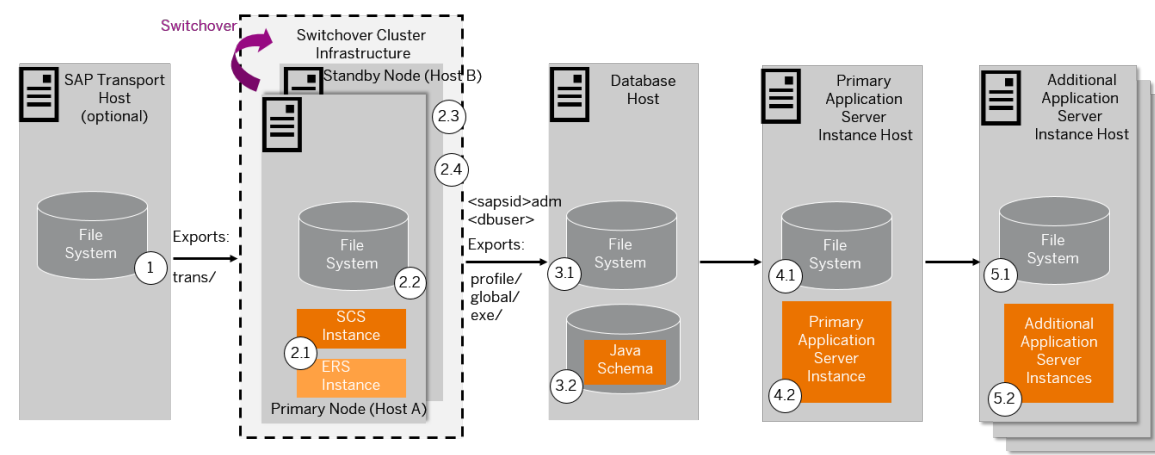 Switchover
Switchover Cluster
Infrastructure
Standby Node (Host B)
SAP Transport
Host
(optional)
File
System
1
Exports:
trans/
2.3
2.4
File
System
2.2
SCS
Instance
2.1
ERS
Instance
Primary Node (Host A)
<sapsid>adm
<dbuser>
Exports:
profile/
global/
exe/
Database
Host
File
System
3.1
Java
Schema
3.2
Primary
Application
Server
Instance Host
File
System
4.1
Primary
Application
Server
Instance
4.2
Additional
Application
Server
Instance Host
File
System
5.1
Additional
Application
Server
Instances
5.2